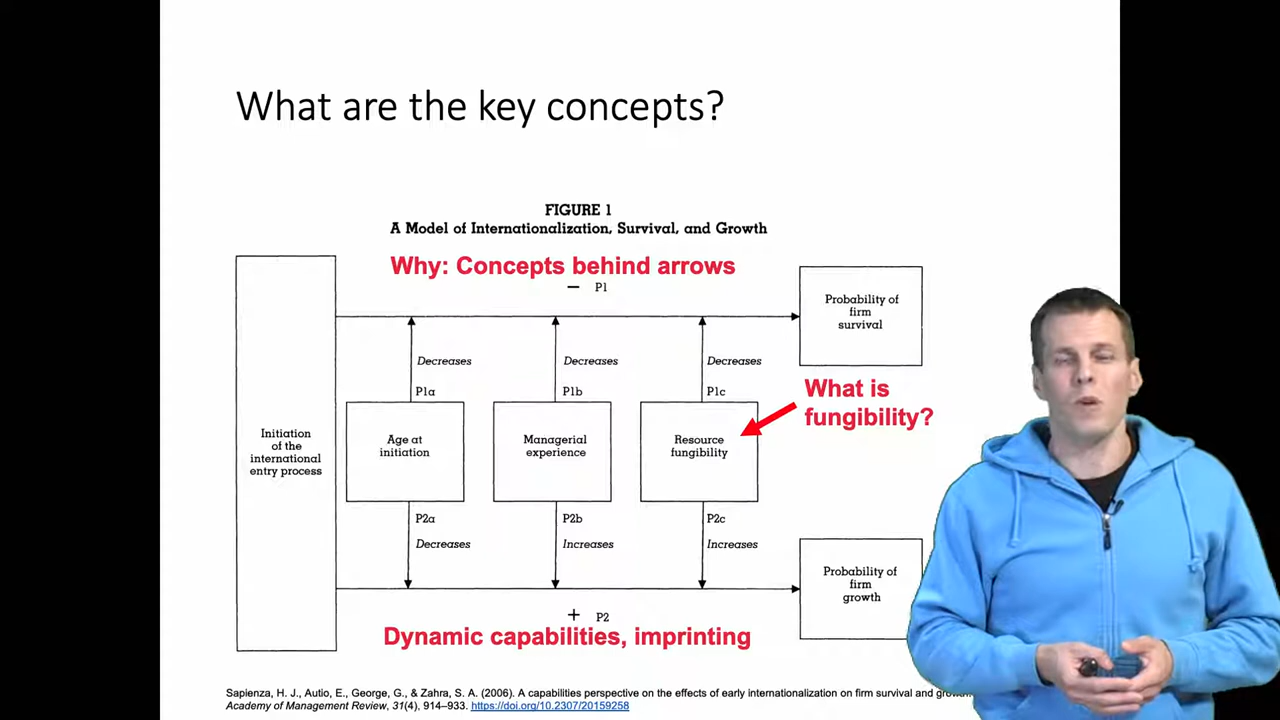 What are the key concepts?
FIGURE 1
A Model of Internationalization, Survival, and Growth
Why: Concepts behind arrows
− P1
Probability of
firm
survival
Decreases
Decreases
Decreases
P1a
P1b
P1c
What is
fungibility?
Initiation
of the
international
entry process
Age at
initiation
Managerial
experience
Resource
fungibility
P2a
P2b
P2c
Decreases
Increases
Increases
Probability of
firm
growth
+ P2
Dynamic capabilities, imprinting
Sapienza, H. J., Autio, E., George, G., & Zahra, S. A. (2006). A capabilities perspective on the effects of early internationalization on firm survival and growth.
Academy of Management Review, 31(4), 914–933. https://doi.org/10.2307/20159258